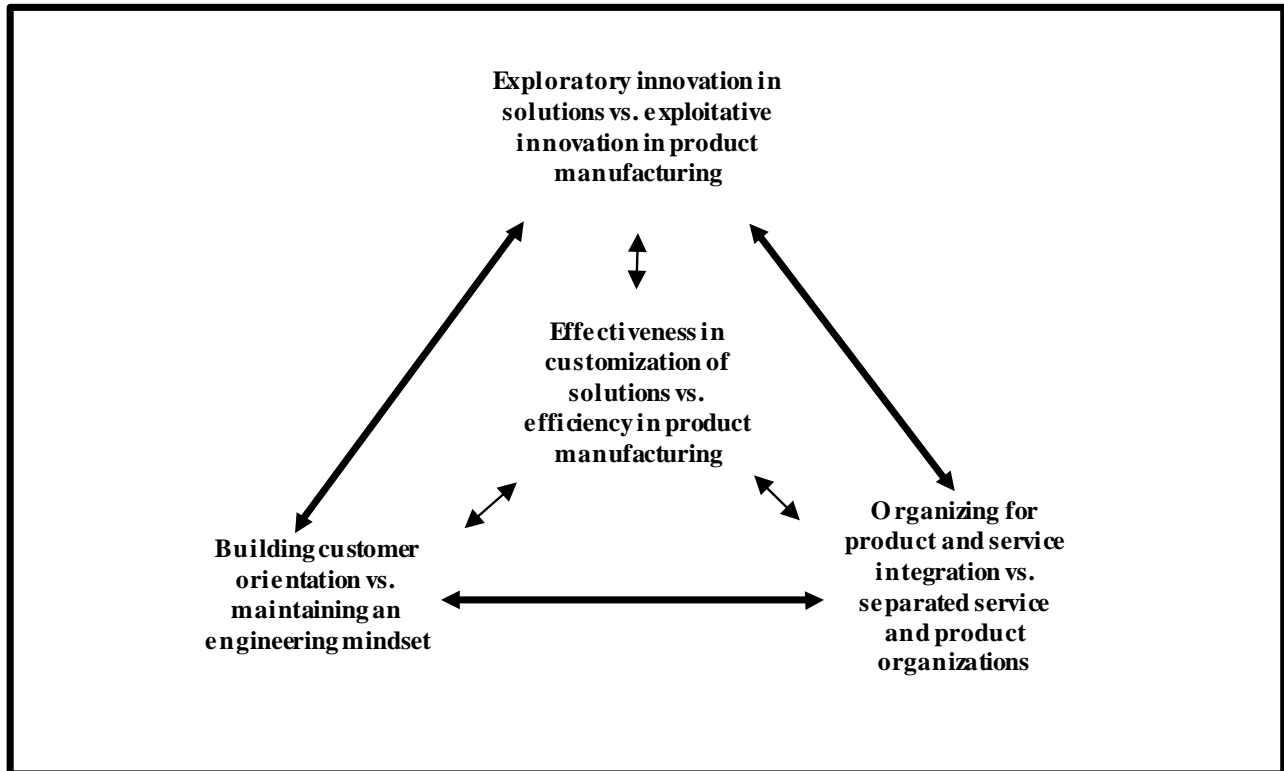 Exploratory innovation in
solutions vs. exploitative
innovation in product
manufacturing
Effectiveness in
customization of
solutions vs.
efficiency in product
manufacturing
Building customer
orientation vs.
maintaining an
engineering mindset
Organizing for
product and service
integration vs.
separated service
and product
organizations